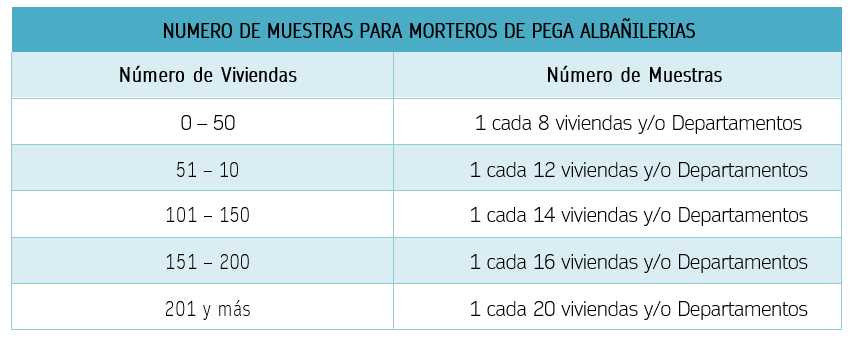 NUMERO DE MUESTRAS PARA MORTEROS DE PEGA ALBAÑILERIAS
Número de Viviendas Número de Muestras
0 – 50 1 cada 8 viviendas y/o Departamentos
51 – 10 1 cada 12 viviendas y/o Departamentos
101 – 150 1 cada 14 viviendas y/o Departamentos
151 – 200 1 cada 16 viviendas y/o Departamentos
201 y más 1 cada 20 viviendas y/o Departamentos